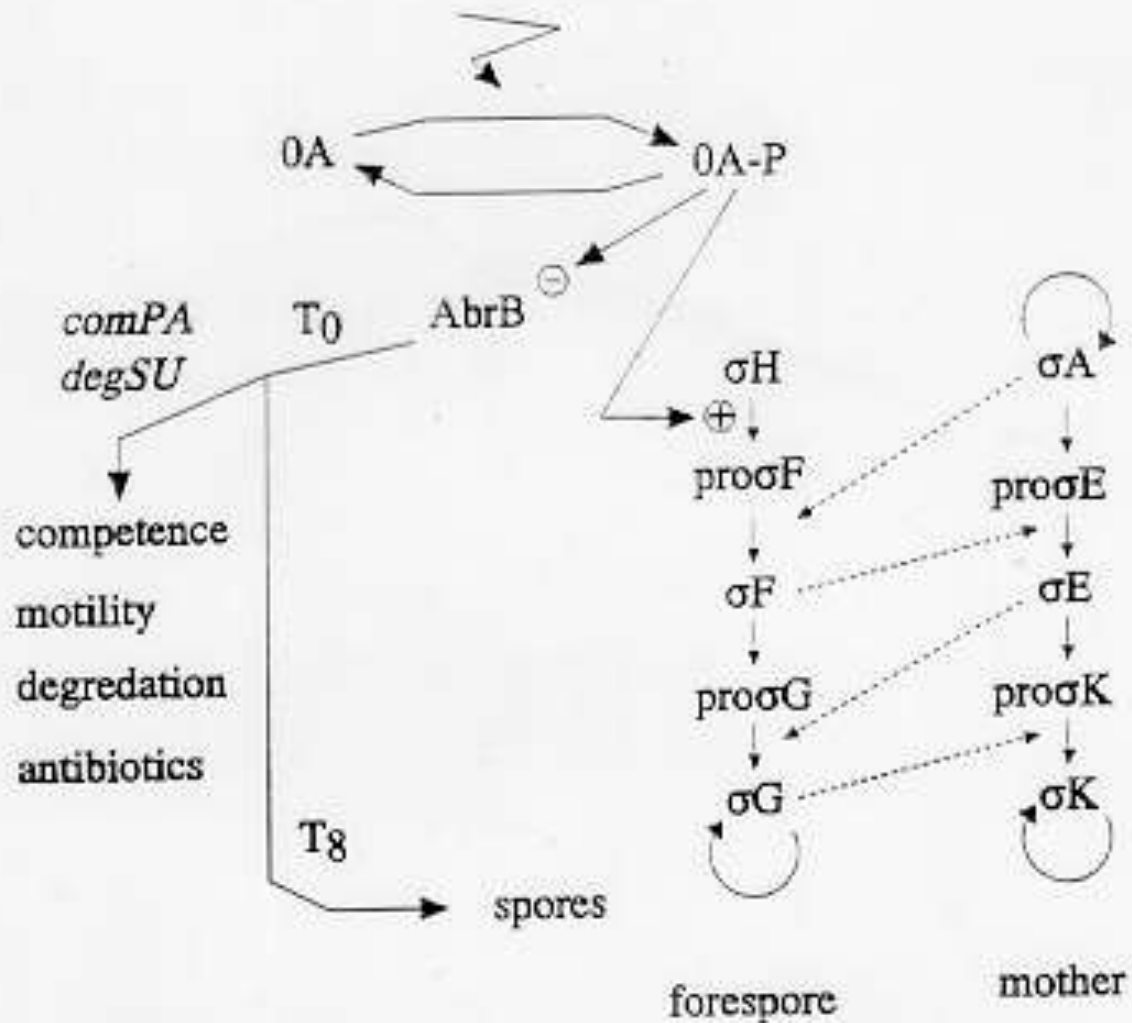 0A
0A-P
AbrB
−
comPA
degSU
T0
competence
motility
degredation
antibiotics
T8
spores
σH
+
proσF
σF
proσG
σG
forespore
σA
proσE
σE
proσK
σK
mother